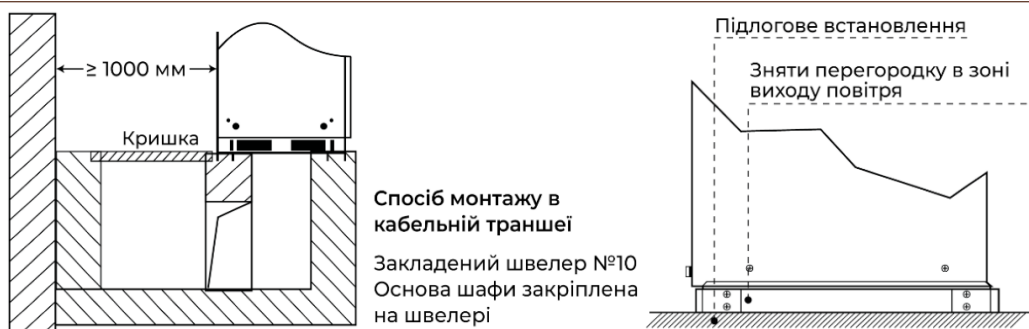 ≥ 1000 мм
Кришка
Спосіб монтажу в
кабельній траншеї
Закладений швелер №10
Основа шафи закріплена
на швелері
Підлогове встановлення
Зняти перегородку в зоні
виходу повітря